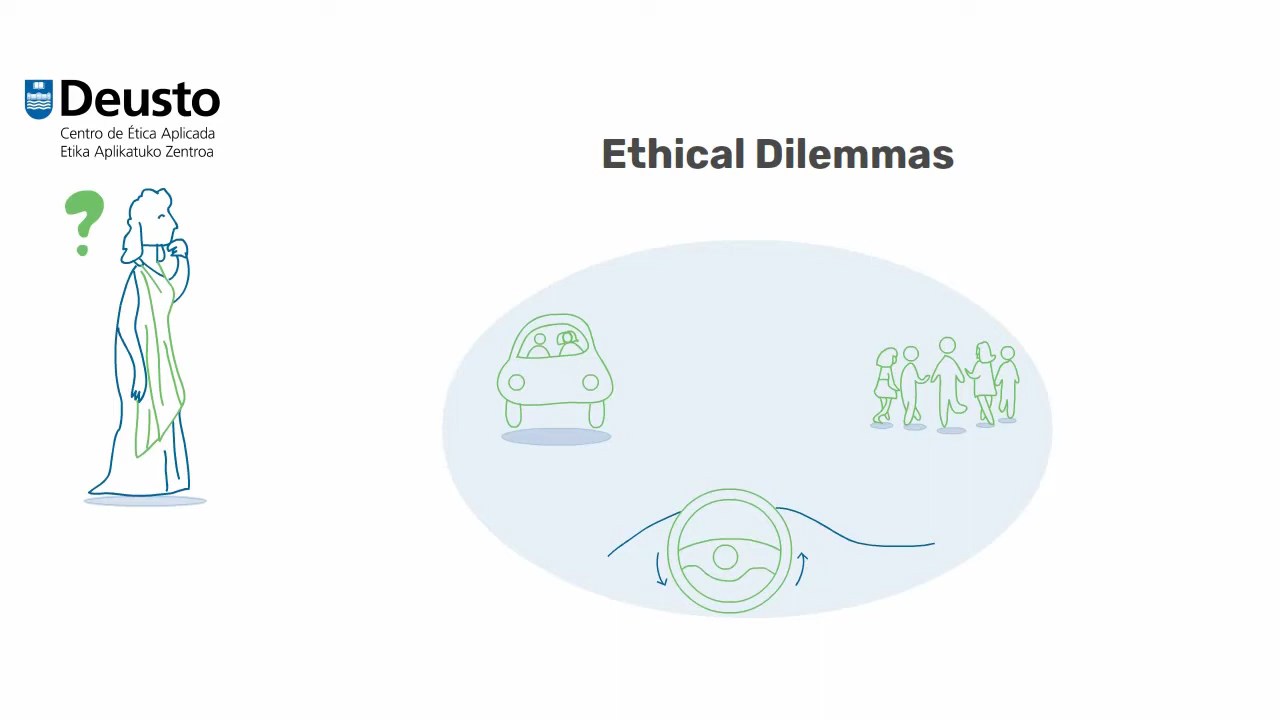 Deusto
Centro de Ética Aplicada
Etika Aplikatuko Zentroa
Ethical Dilemmas
?